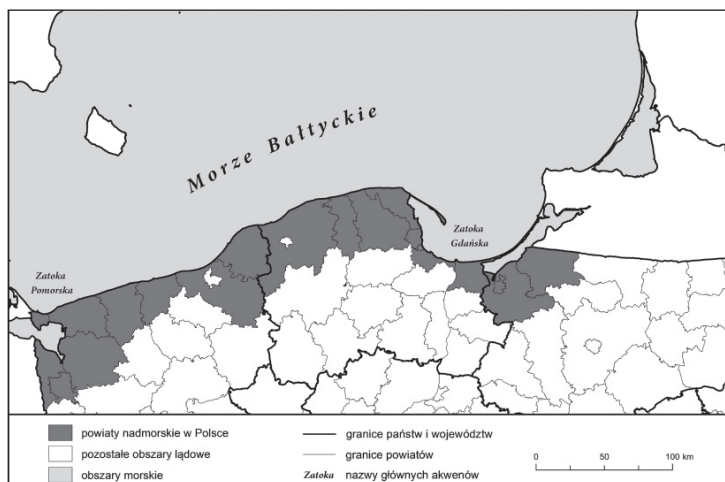 Morze Bałtyckie
Zatoka
Gdańska
Zatoka
Pomorska
powiaty nadmorskie w Polsce
pozostałe obszary lądowe
obszary morskie
granice państw i województw
granice powiatów
Zatoka nazwy głównych akwenów
0 50 100 km